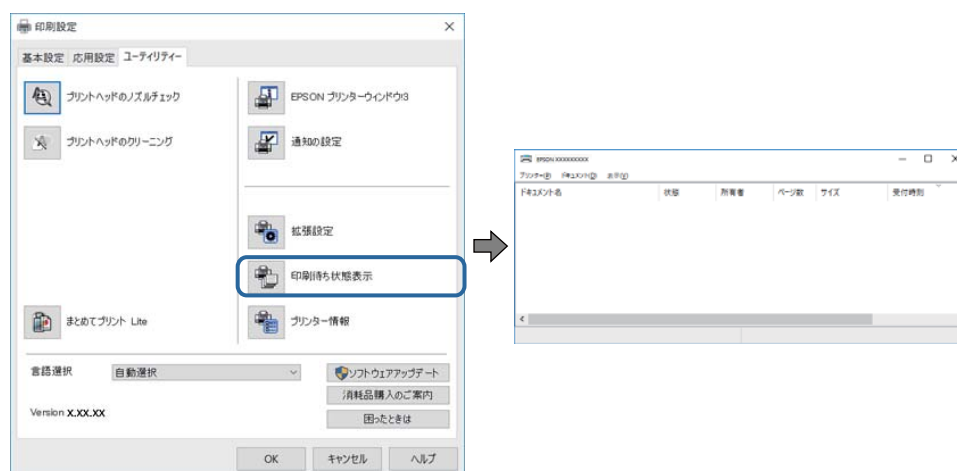 印刷設定
基本設定 応用設定 ユーティリティー
プリントヘッドのノズルチェック
プリントヘッドのクリーニング
まとめてプリント Lite
EPSON プリンターウィンドウ!3
通知の設定
拡張設定
印刷待ち状態表示
プリンター情報
言語選択 自動選択
ソフトウェアアップデート
消耗品購入のご案内
Version X.XX.XX
困ったときは
OK キャンセル ヘルプ
EPSON XXXXXXXXXX
プリンター(P) ドキュメント(D) 表示(V)
ドキュメント名 状態 所有者 ページ数 サイズ 受付時刻